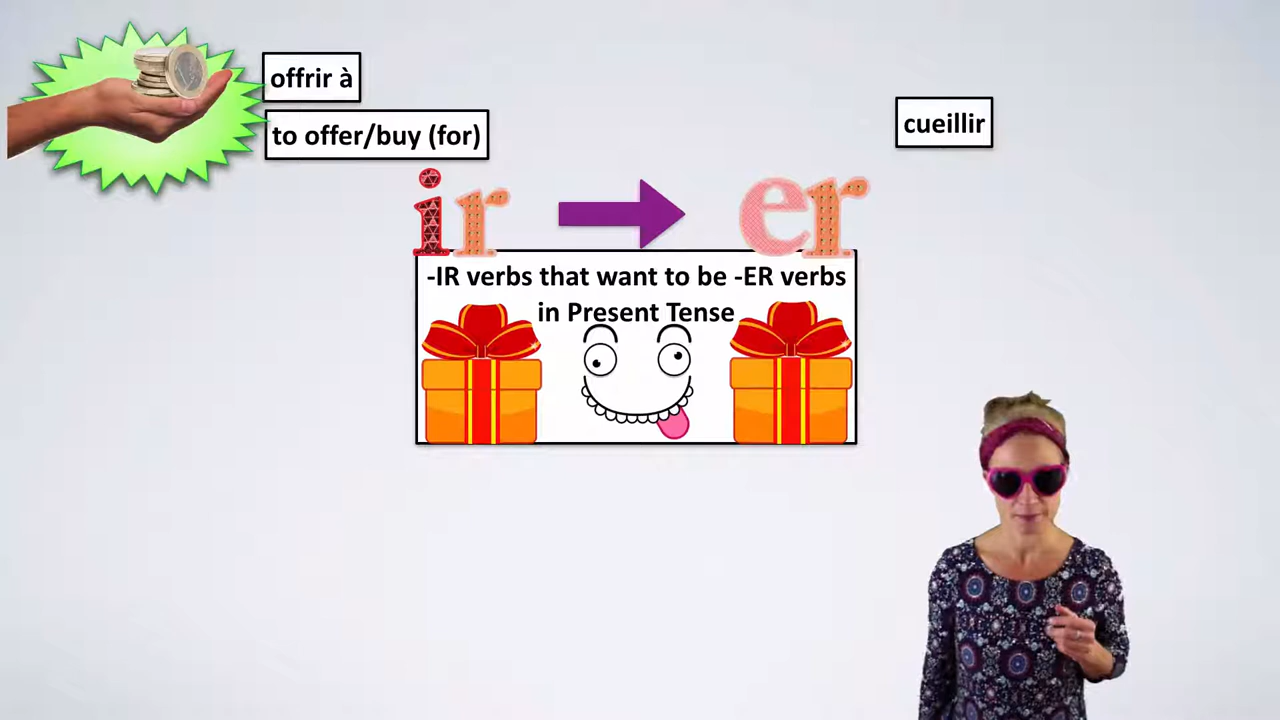 offrir à
to offer/buy (for)
cueillir
ir
er
-IR verbs that want to be -ER verbs
in Present Tense